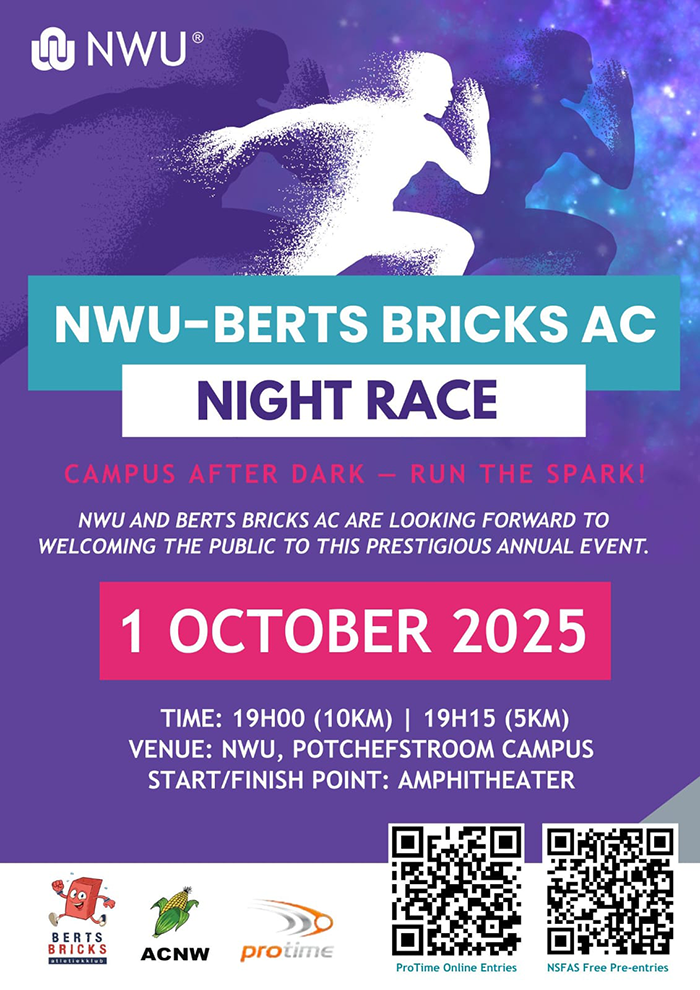 NWU®
NWU-BERTS BRICKS AC
NIGHT RACE
CAMPUS AFTER DARK – RUN THE SPARK!
NWU AND BERTS BRICKS AC ARE LOOKING FORWARD TO
WELCOMING THE PUBLIC TO THIS PRESTIGIOUS ANNUAL EVENT.
1 OCTOBER 2025
TIME: 19H00 (10KM) | 19H15 (5KM)
VENUE: NWU, POTCHEFSTROOM CAMPUS
START/FINISH POINT: AMPHITHEATER
BERTS
BRICKS
atletiekklub
ACNW
protime
ProTime Online Entries
NSFAS Free Pre-entries